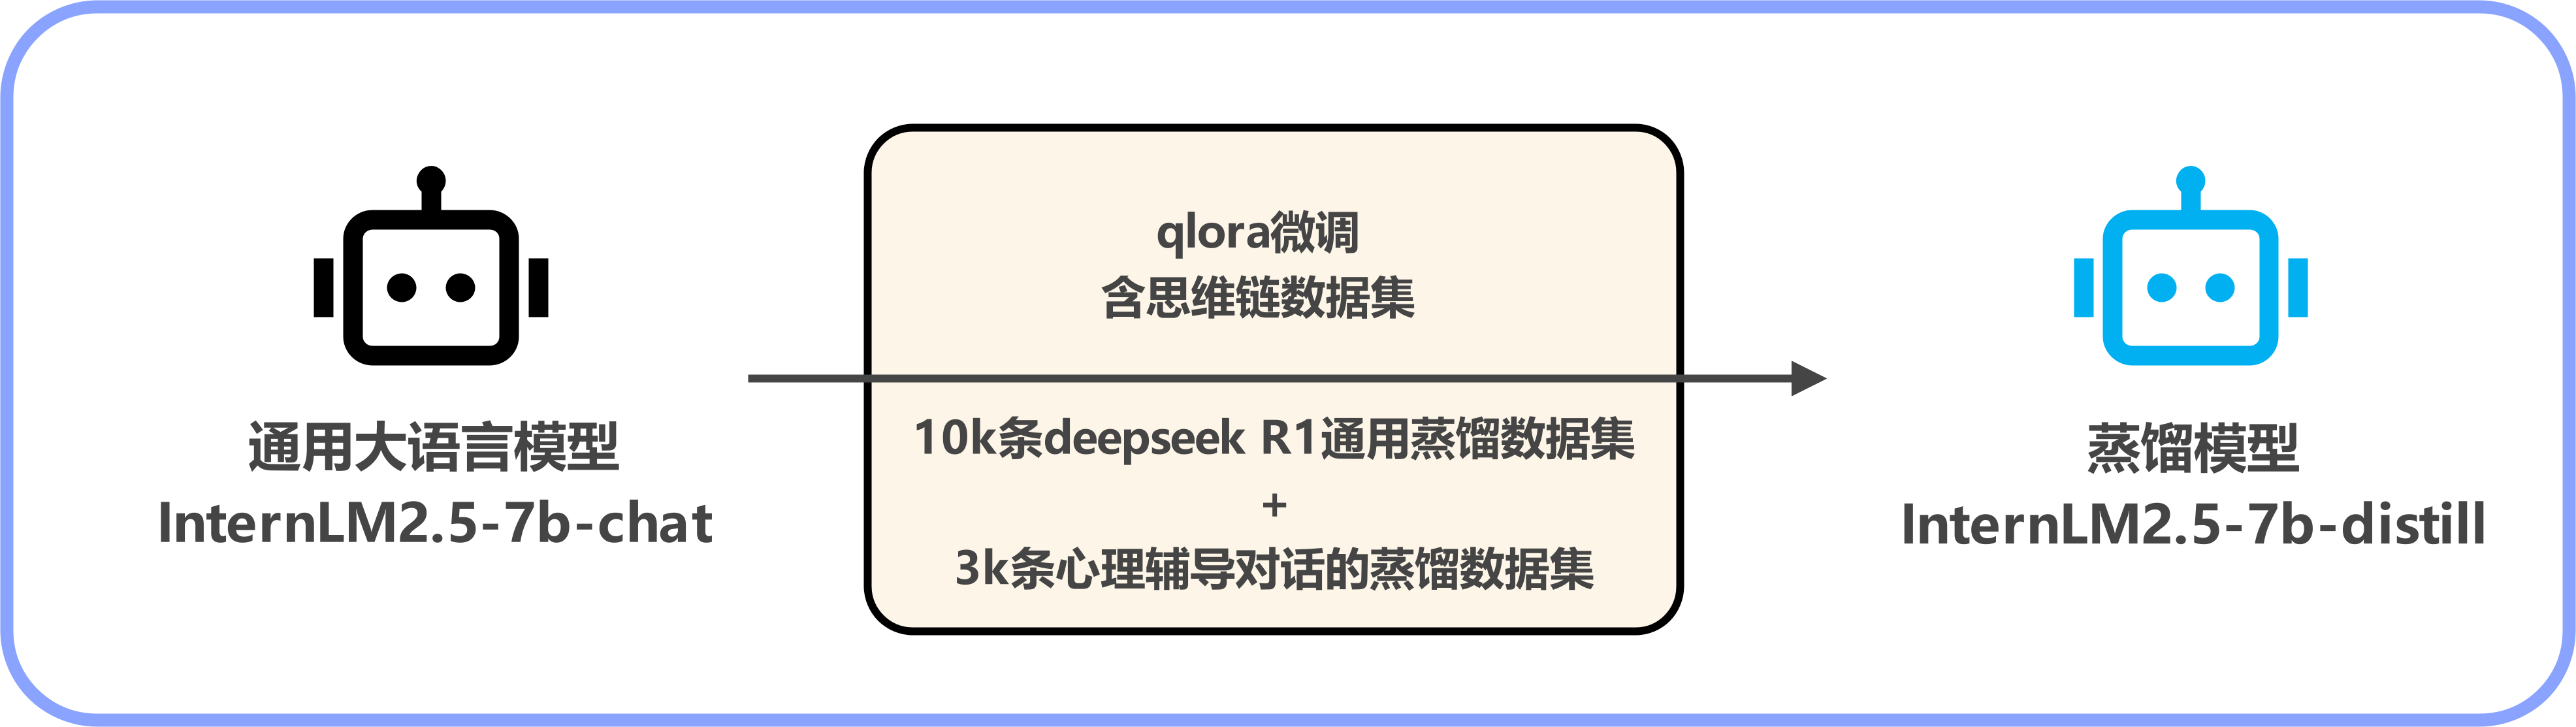 通用大语言模型
InternLM2.5-7b-chat
qlora微调
含思维链数据集
10k条deepseek R1通用蒸馏数据集
+
3k条心理辅导对话的蒸馏数据集
蒸馏模型
InternLM2.5-7b-distill